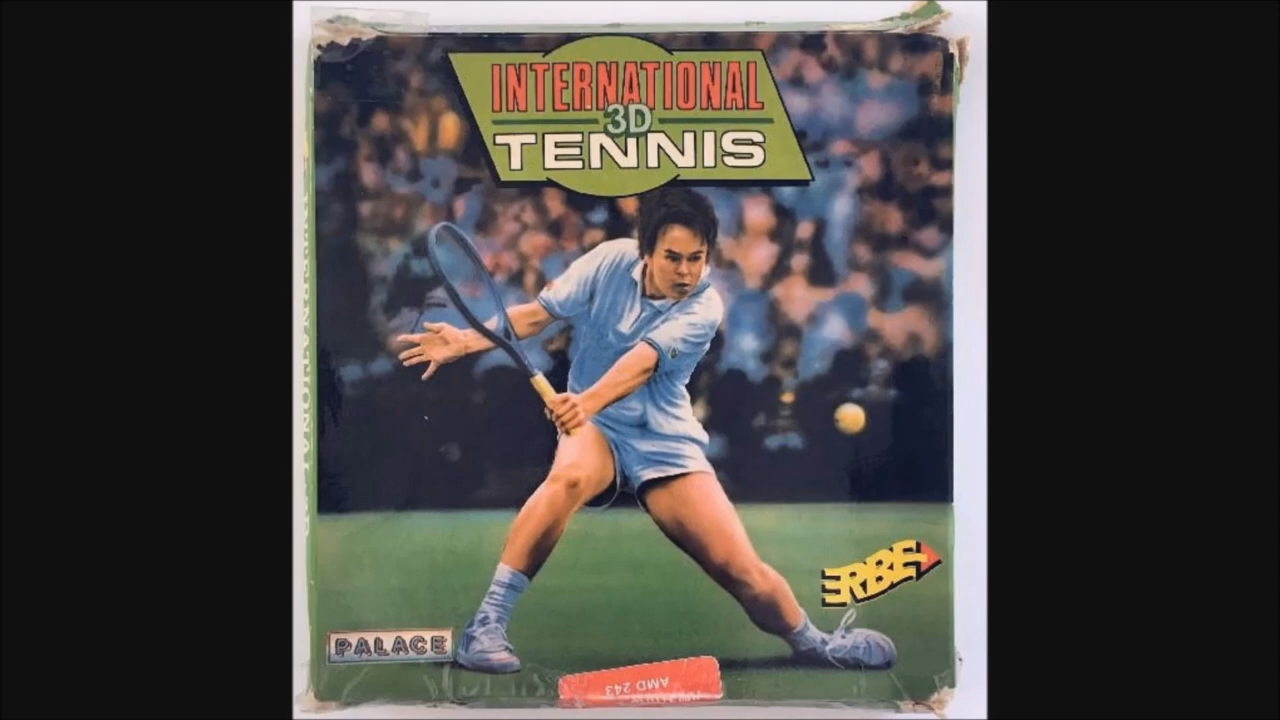 INTERNATIONAL
3D
TENNIS
ERBE
PALACE
AMD 243